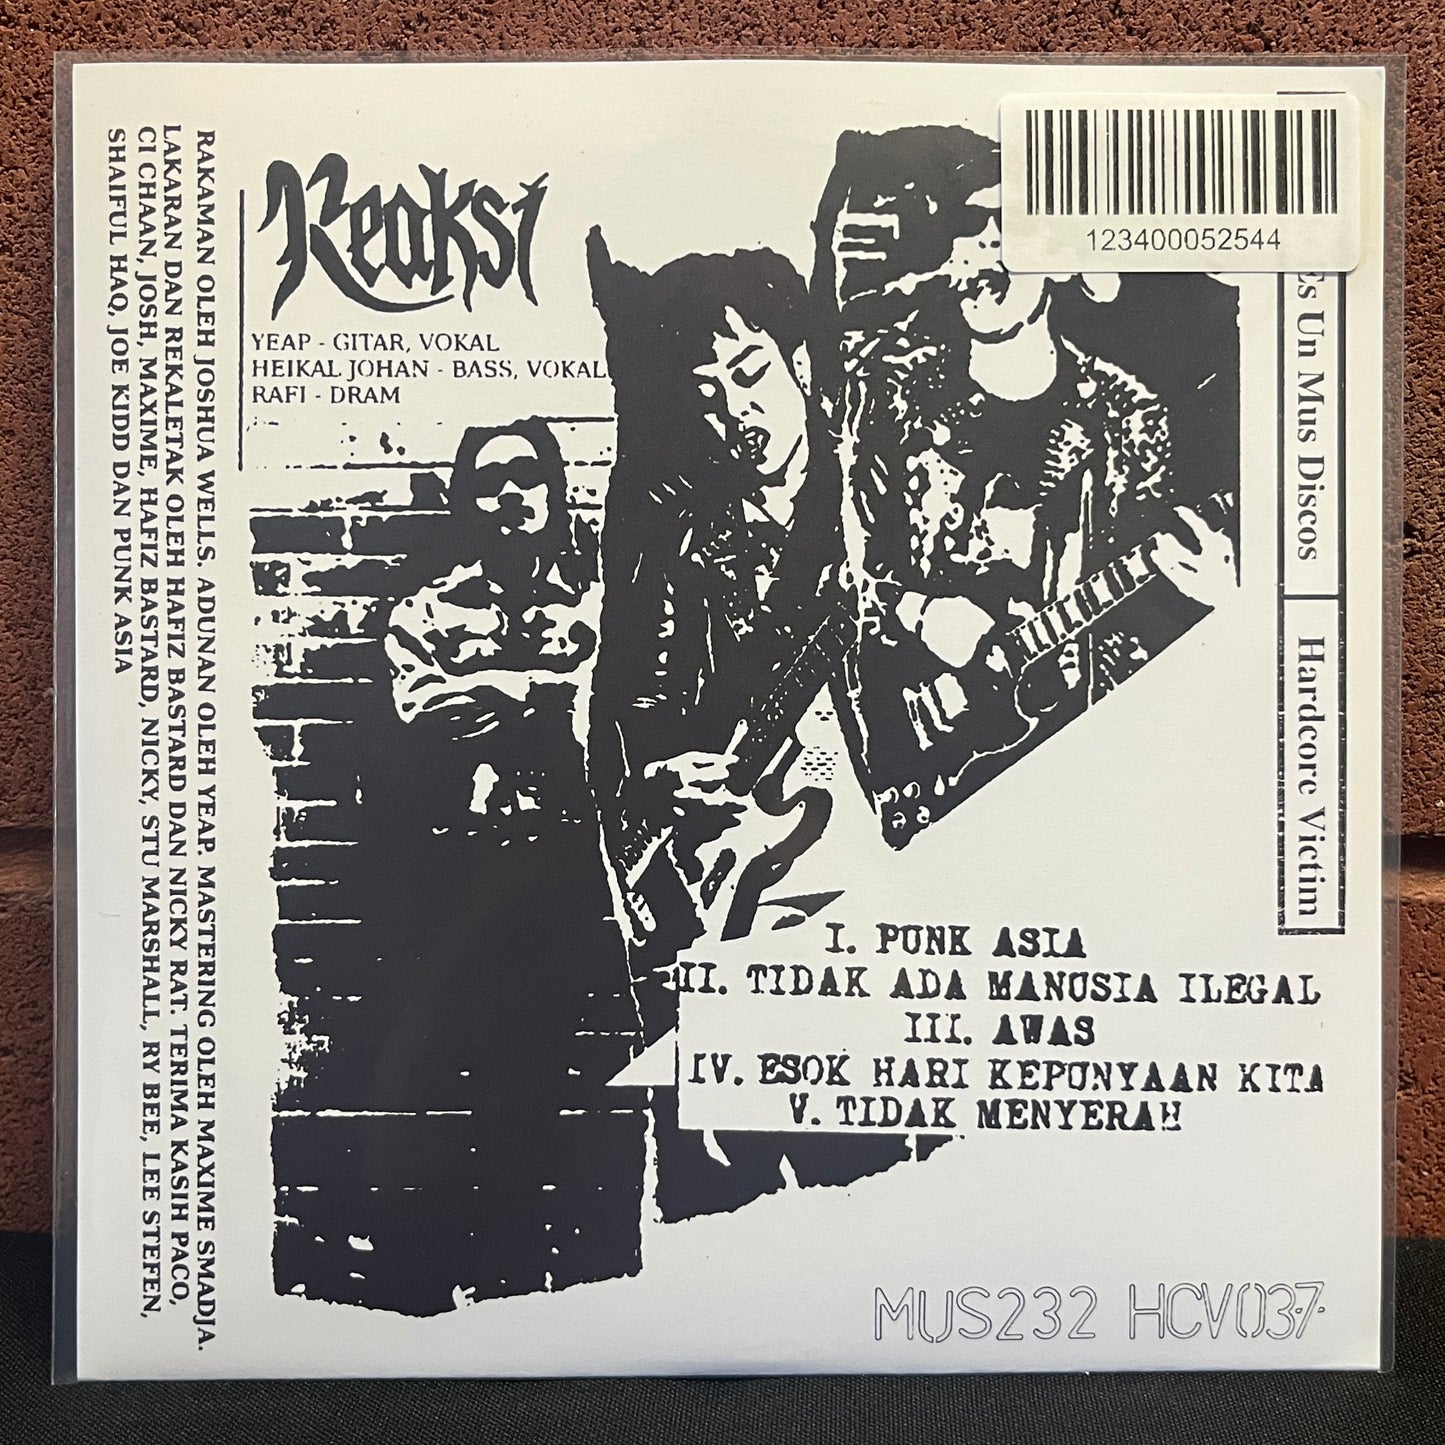 Reaksi
YEAP - GITAR, VOKAL
HEIKAL JOHAN - BASS, VOKAL
RAFI - DRAM
RAKAMAN OLEH JOSHUA WELLS. ADUNAN OLEH YEAP. MASTERING OLEH MAXIME SMADJA.
LAKARAN DAN REKALETAK OLEH HAFIZ BASTARD DAN NICKY RAT. TERIMA KASIH PACO,
CI CHAAN, JOSH, MAXIME, HAFIZ BASTARD, NICKY, STU MARSHALL, RY BEE, LEE STEFEN,
SHAIFUL HAQ, JOE KIDD DAN PUNK ASIA
123400052544
Es Un Mus Discos
Hardcore Victim
I. PUNK ASIA
II. TIDAK ADA MANUSIA ILEGAL
III. AWAS
IV. ESOK HARI KEPUNYAAN KITA
V. TIDAK MENYERAH
MUS232 HCV037